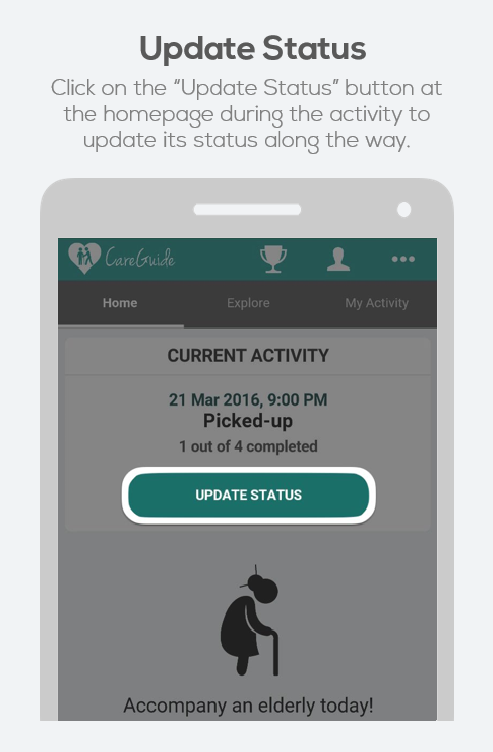 Update Status
Click on the “Update Status” button at
the homepage during the activity to
update its status along the way.
CareGuide
Home Explore My Activity
CURRENT ACTIVITY
21 Mar 2016, 9:00 PM
Picked-up
1 out of 4 completed
UPDATE STATUS
Accompany an elderly today!